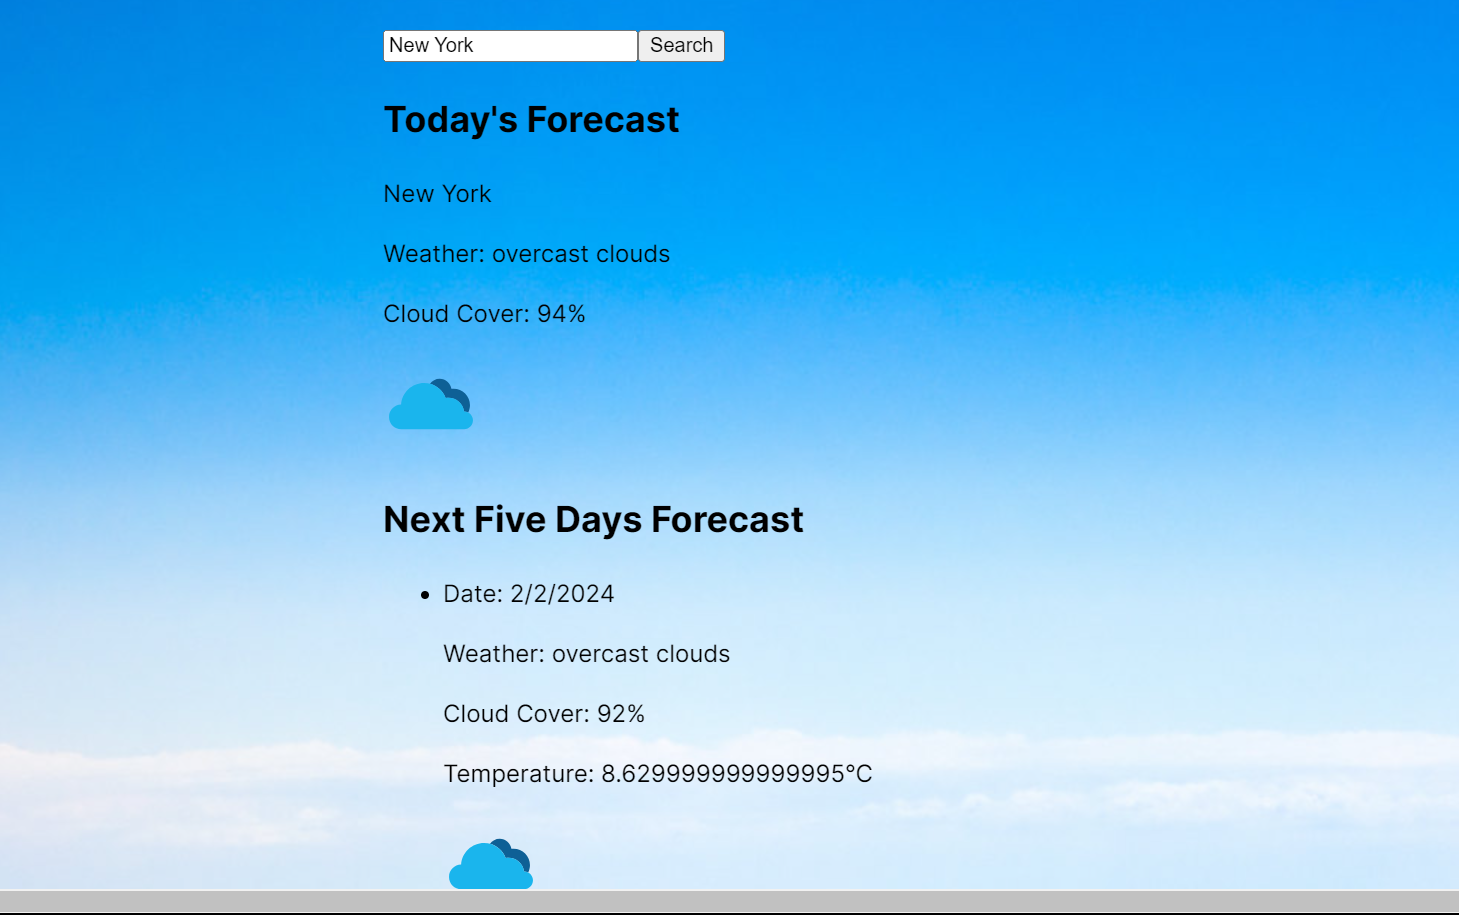 New York
Search
Today's Forecast
New York
Weather: overcast clouds
Cloud Cover: 94%
Next Five Days Forecast
Date: 2/2/2024
Weather: overcast clouds
Cloud Cover: 92%
Temperature: 8.629999999999995°C